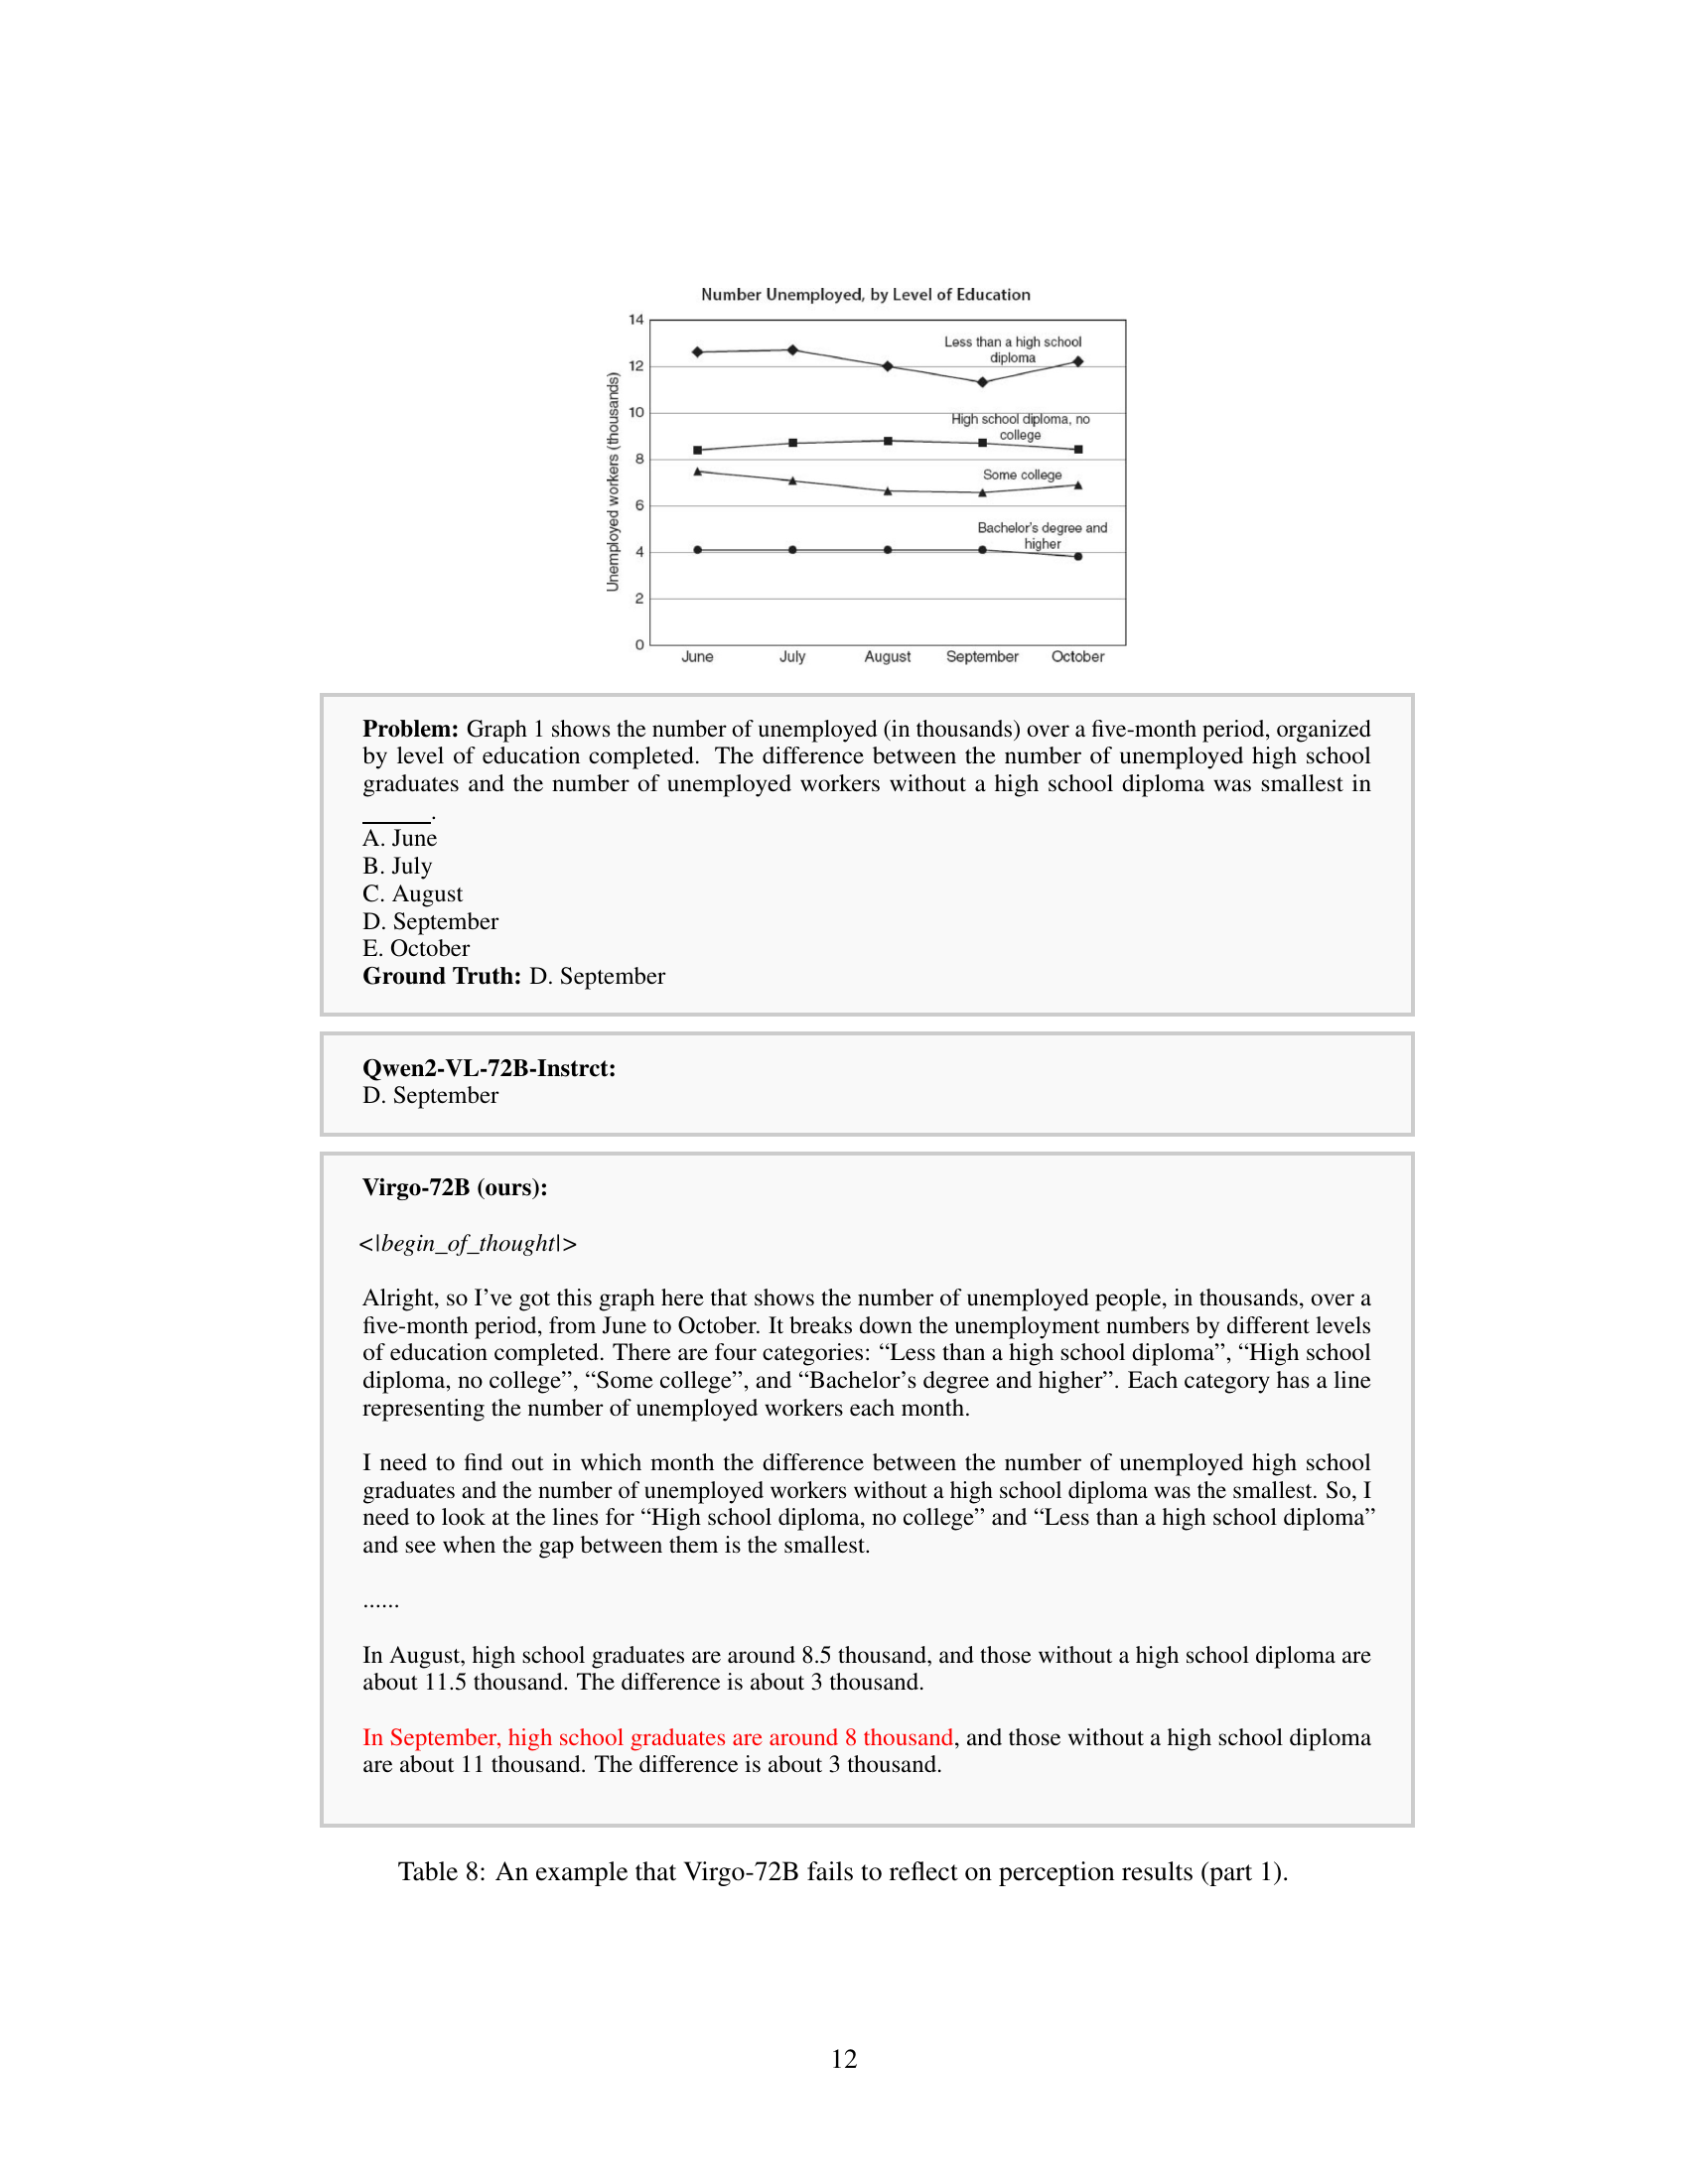 Number Unemployed, by Level of Education
14
12
10
8
6
4
2
0
Unemployed workers (thousands)
Less than a high school
diploma
High school diploma, no
college
Some college
Bachelor's degree and
higher
June July August September October
Problem: Graph 1 shows the number of unemployed (in thousands) over a five-month period, organized
by level of education completed. The difference between the number of unemployed high school
graduates and the number of unemployed workers without a high school diploma was smallest in
______.
A. June
B. July
C. August
D. September
E. October
Ground Truth: D. September
Qwen2-VL-72B-Instrct:
D. September
Virgo-72B (ours):
<|begin_of_thought|>
Alright, so I've got this graph here that shows the number of unemployed people, in thousands, over a
five-month period, from June to October. It breaks down the unemployment numbers by different levels
of education completed. There are four categories: “Less than a high school diploma”, “High school
diploma, no college”, “Some college”, and “Bachelor's degree and higher”. Each category has a line
representing the number of unemployed workers each month.
I need to find out in which month the difference between the number of unemployed high school
graduates and the number of unemployed workers without a high school diploma was the smallest. So, I
need to look at the lines for “High school diploma, no college” and “Less than a high school diploma”
and see when the gap between them is the smallest.
......
In August, high school graduates are around 8.5 thousand, and those without a high school diploma are
about 11.5 thousand. The difference is about 3 thousand.
In September, high school graduates are around 8 thousand, and those without a high school diploma
are about 11 thousand. The difference is about 3 thousand.
Table 8: An example that Virgo-72B fails to reflect on perception results (part 1).
12